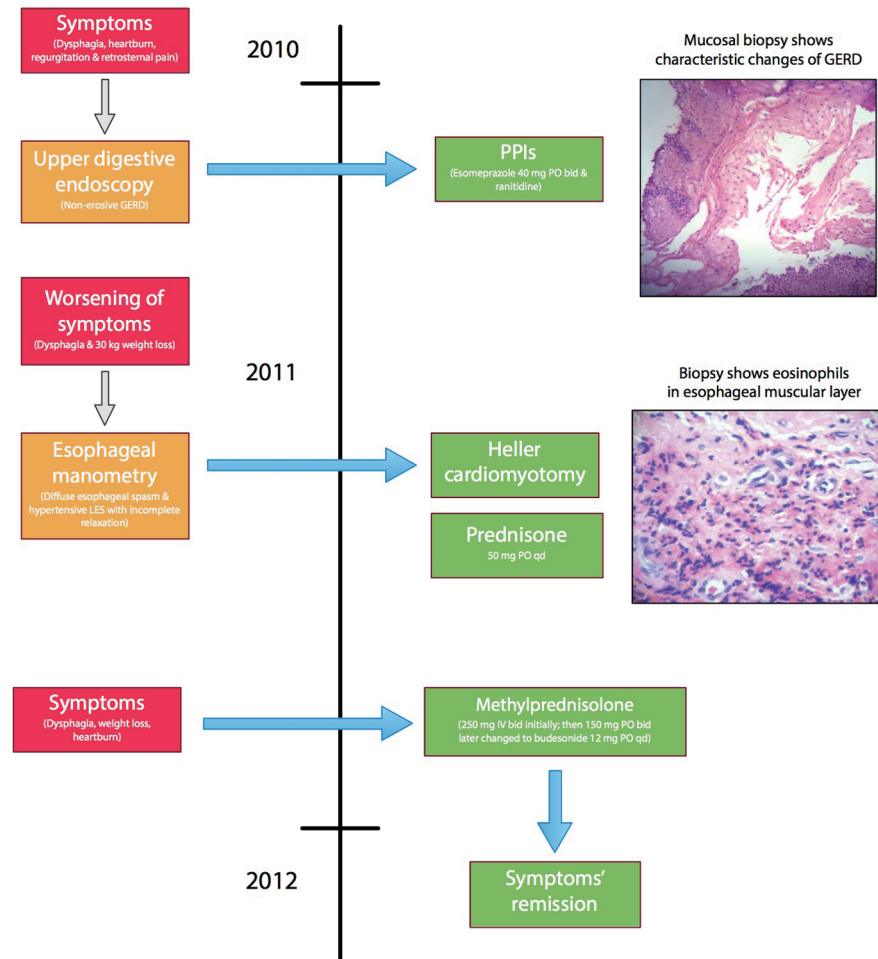 Symptoms
(Dysphagia, heartburn,
regurgitation & retrosternal pain)
2010
Mucosal biopsy shows
characteristic changes of GERD
Upper digestive
endoscopy
(Non-erosive GERD)
PPIs
(Esomeprazole 40 mg PO bid &
ranitidine)
Worsening of
symptoms
(Dysphagia & 30 kg weight loss)
2011
Biopsy shows eosinophils
in esophageal muscular layer
Esophageal
manometry
(Diffuse esophageal spasm &
hypertensive LES with incomplete
relaxation)
Heller
cardiomyotomy
Prednisone
50 mg PO qd
Symptoms
(Dysphagia, weight loss,
heartburn)
Methylprednisolone
(250 mg IV bid initially; then 150 mg PO bid
later changed to budesonide 12 mg PO qd)
2012
Symptoms'
remission